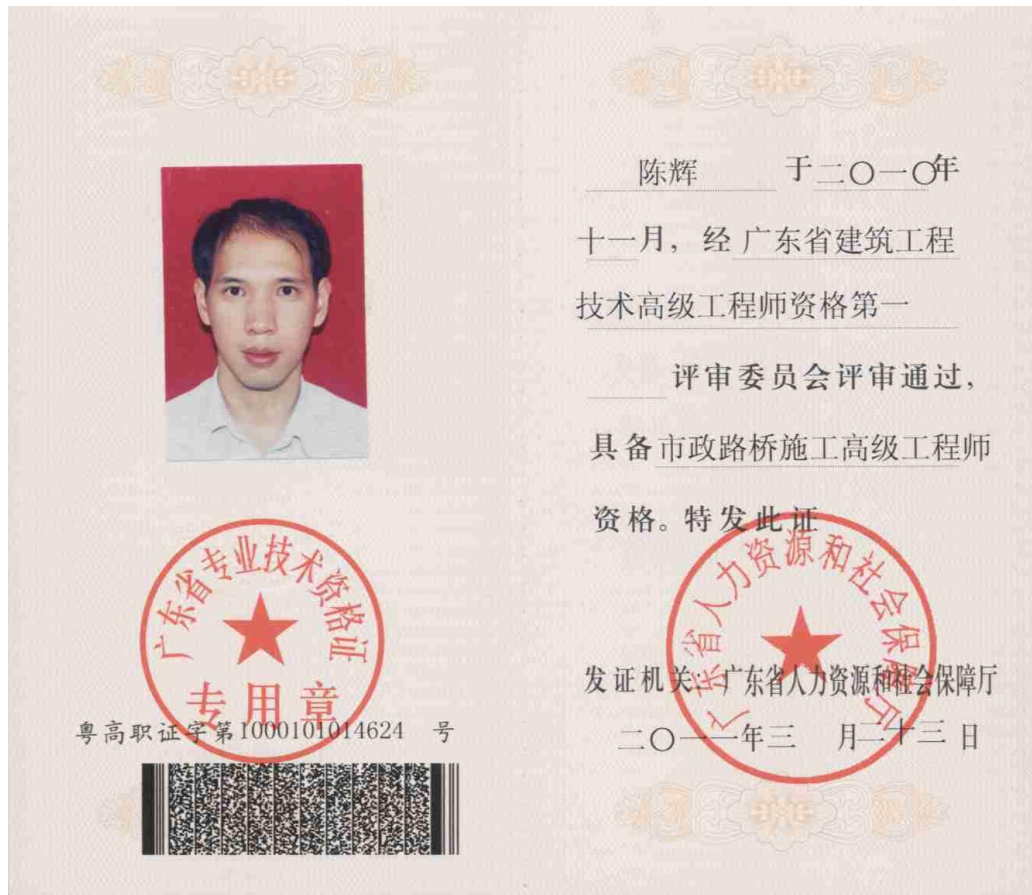 广东省专业技术资格证
专用章
粤高职证字第1000101014624 号
陈辉 于二〇一〇年
十一月，经广东省建筑工程
技术高级工程师资格第一
评审委员会评审通过，
具备市政路桥施工高级工程师
资格。特发此证
广东省人力资源和社会保障厅
发证机关：广东省人力资源和社会保障厅
二〇一一年三 月二十三日